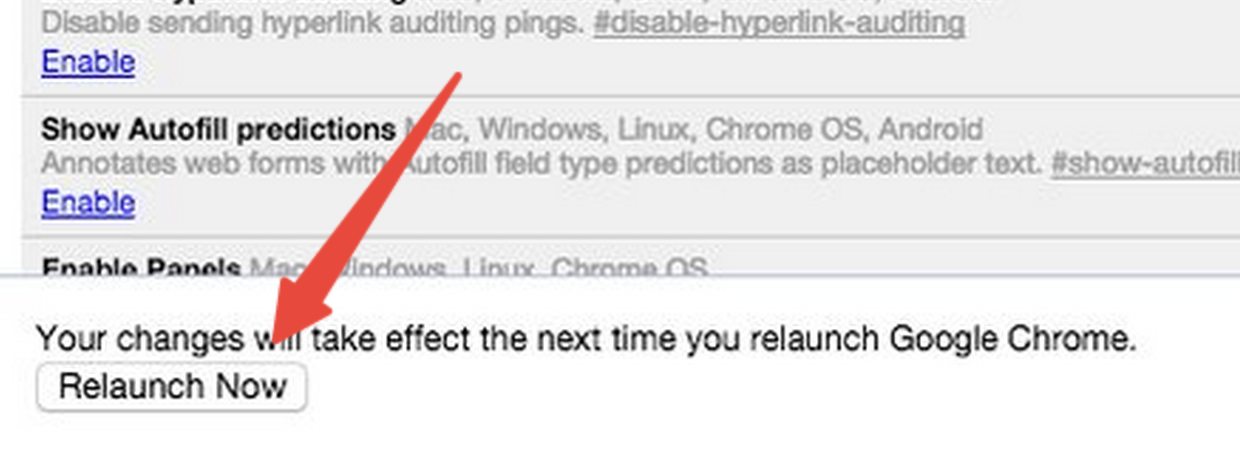 Disable sending hyperlink auditing pings. #disable-hyperlink-auditing
Enable
Show Autofill predictions Mac, Windows, Linux, Chrome OS, Android
Annotates web forms with Autofill field type predictions as placeholder text. #show-autofill
Enable
Enable Panels Mac, Windows, Linux, Chrome OS
Your changes will take effect the next time you relaunch Google Chrome.
Relaunch Now